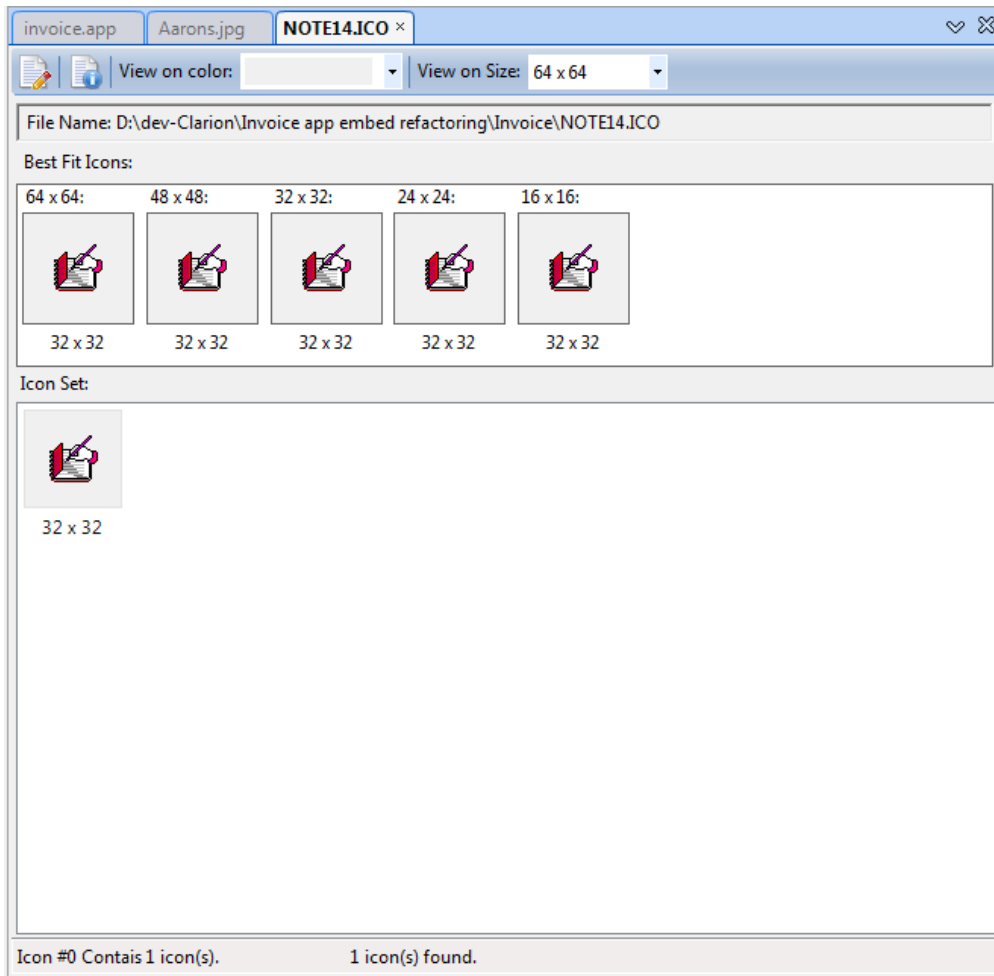 invoice.app Aarons.jpg NOTE14.ICO ×
View on color: View on Size: 64 x 64
File Name: D:\dev-Clarion\Invoice app embed refactoring\Invoice\NOTE14.ICO
Best Fit Icons:
64 x 64: 48 x 48: 32 x 32: 24 x 24: 16 x 16:
32 x 32 32 x 32 32 x 32 32 x 32 32 x 32
Icon Set:
32 x 32
Icon #0 Contais 1 icon(s). 1 icon(s) found.